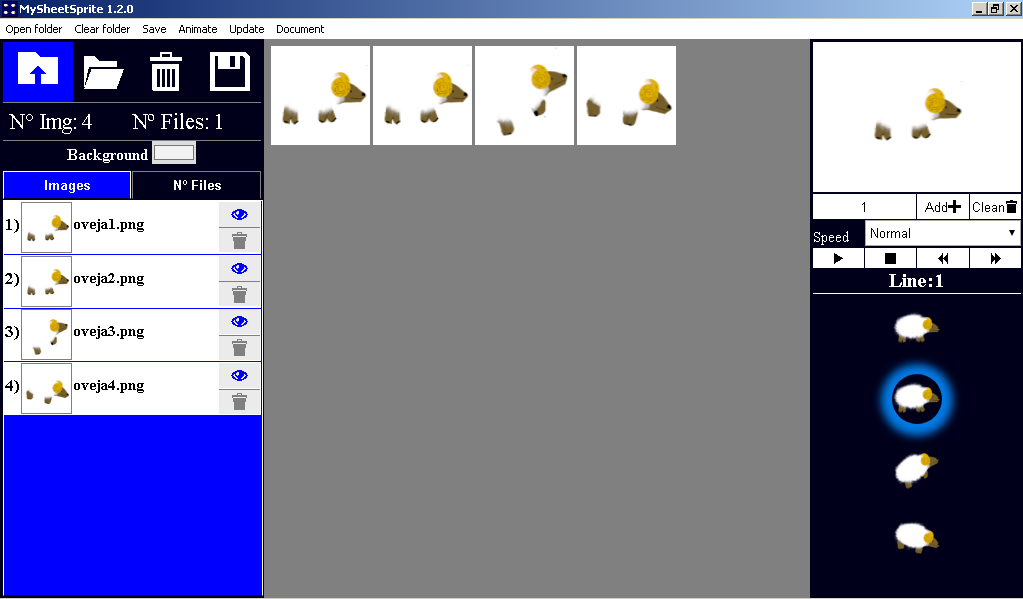 MySheetSprite 1.2.0
Open folder Clear folder Save Animate Update Document
N° Img: 4 Nº Files: 1
Background
Images Nº Files
1) oveja1.png
2) oveja2.png
3) oveja3.png
4) oveja4.png
1 Add Clean
Speed Normal
Line:1